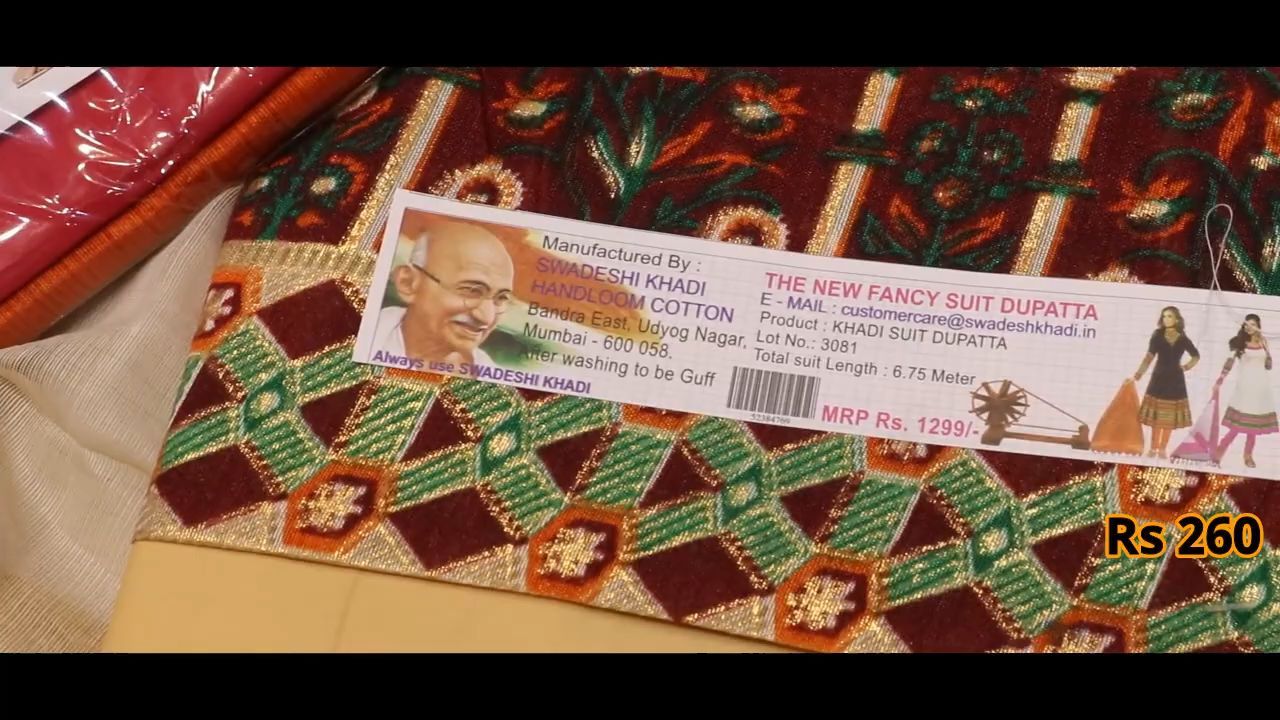 Manufactured By :
SWADESHI KHADI
HANDLOOM COTTON
Bandra East, Udyog Nagar,
Mumbai - 600 058.
After washing to be Guff
Always use SWADESHI KHADI
THE NEW FANCY SUIT DUPATTA
E - MAIL : customercare@swadeshkhadi.in
Product : KHADI SUIT DUPATTA
Lot No.: 3081
Total suit Length : 6.75 Meter
MRP Rs. 1299/-
Rs 260